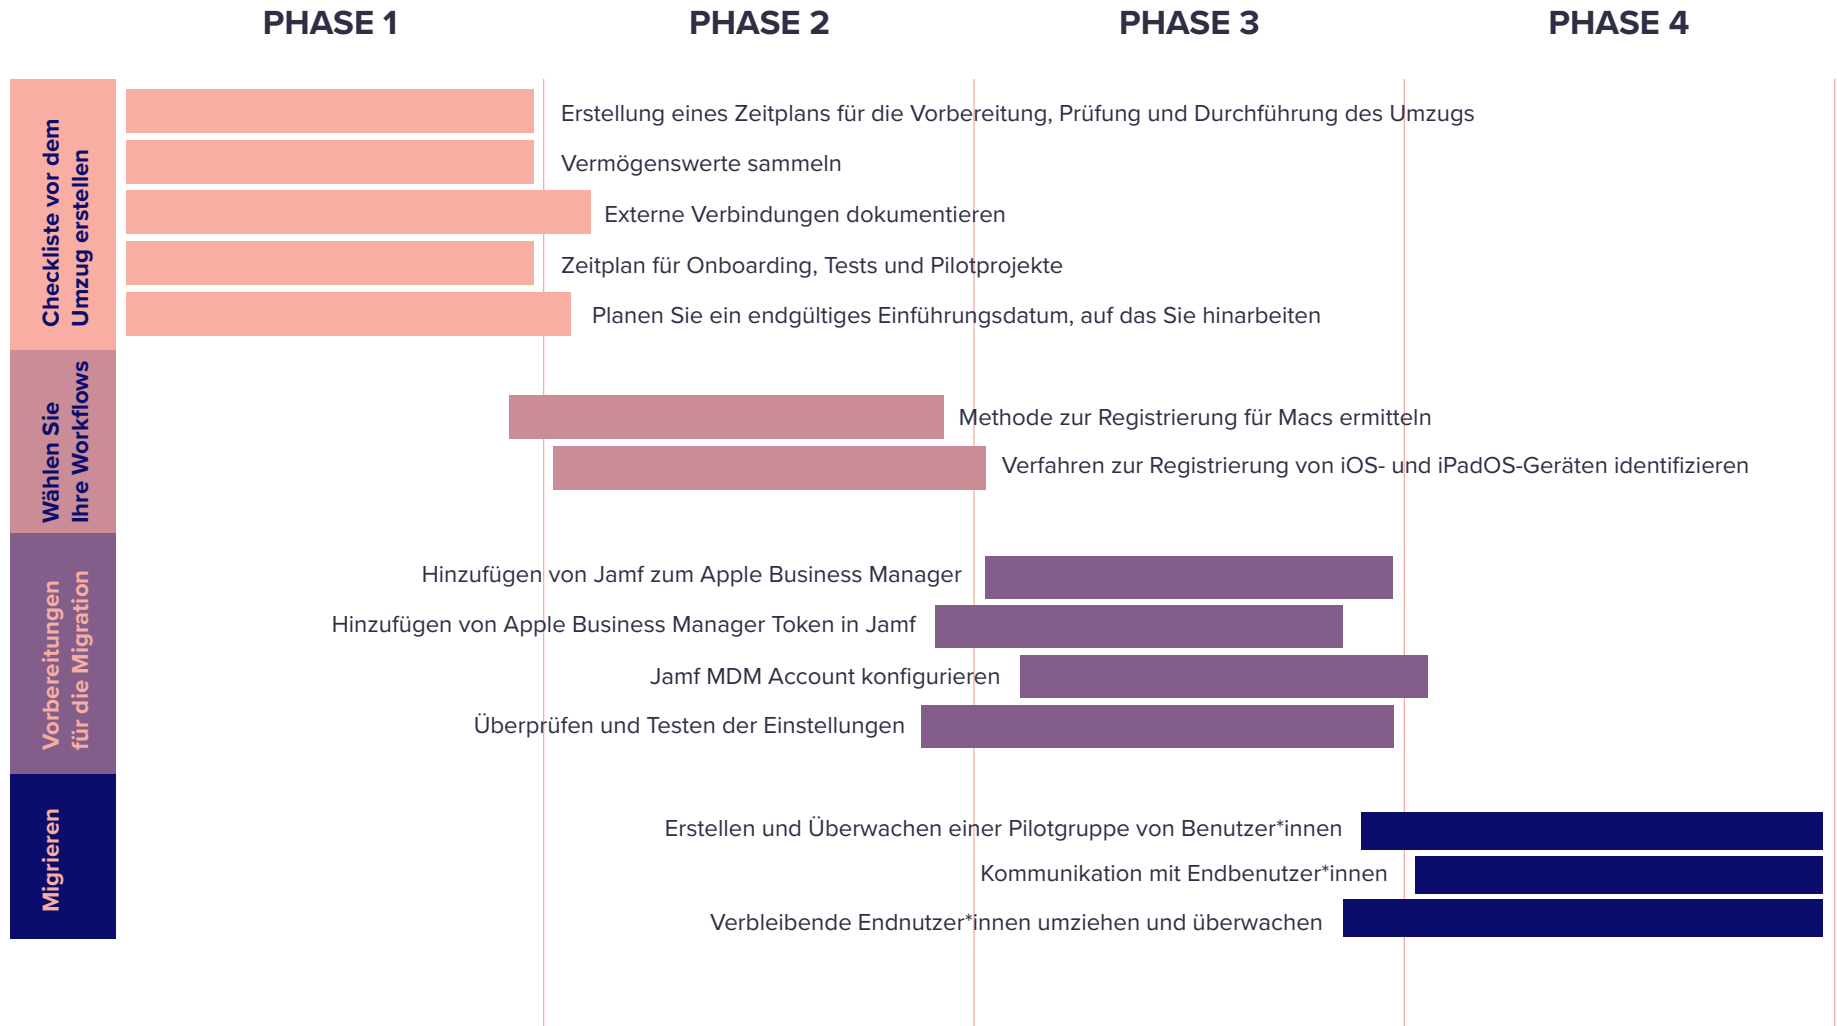 PHASE 1
PHASE 2
PHASE 3
PHASE 4
Checkliste vor dem
Umzug erstellen
Erstellung eines Zeitplans für die Vorbereitung, Prüfung und Durchführung des Umzugs
Vermögenswerte sammeln
Externe Verbindungen dokumentieren
Zeitplan für Onboarding, Tests und Pilotprojekte
Planen Sie ein endgültiges Einführungsdatum, auf das Sie hinarbeiten
Wählen Sie
Ihre Workflows
Methode zur Registrierung für Macs ermitteln
Verfahren zur Registrierung von iOS- und iPadOS-Geräten identifizieren
Vorbereitungen
für die Migration
Hinzufügen von Jamf zum Apple Business Manager
Hinzufügen von Apple Business Manager Token in Jamf
Jamf MDM Account konfigurieren
Überprüfen und Testen der Einstellungen
Migrieren
Erstellen und Überwachen einer Pilotgruppe von Benutzer*innen
Kommunikation mit Endbenutzer*innen
Verbleibende Endnutzer*innen umziehen und überwachen